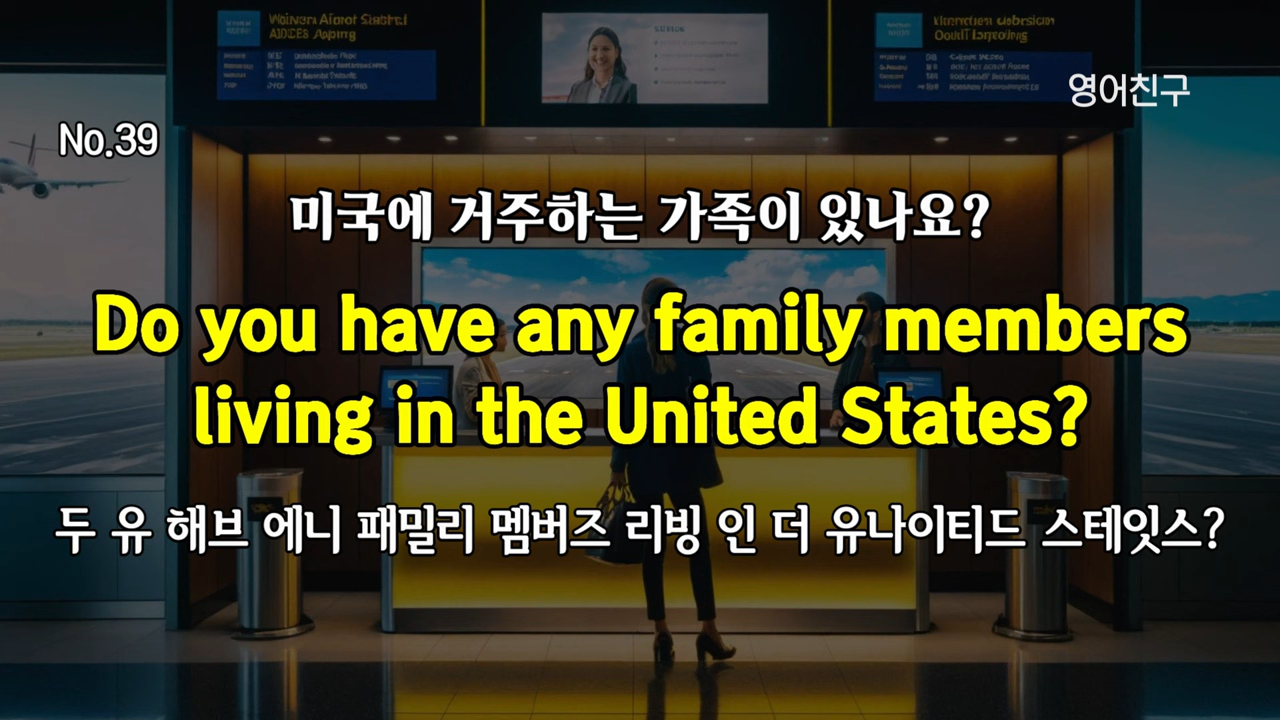 영어친구
No.39
미국에 거주하는 가족이 있나요?
Do you have any family members
living in the United States?
두 유 해브 에니 패밀리 멤버즈 리빙 인 더 유나이티드 스테잇스?